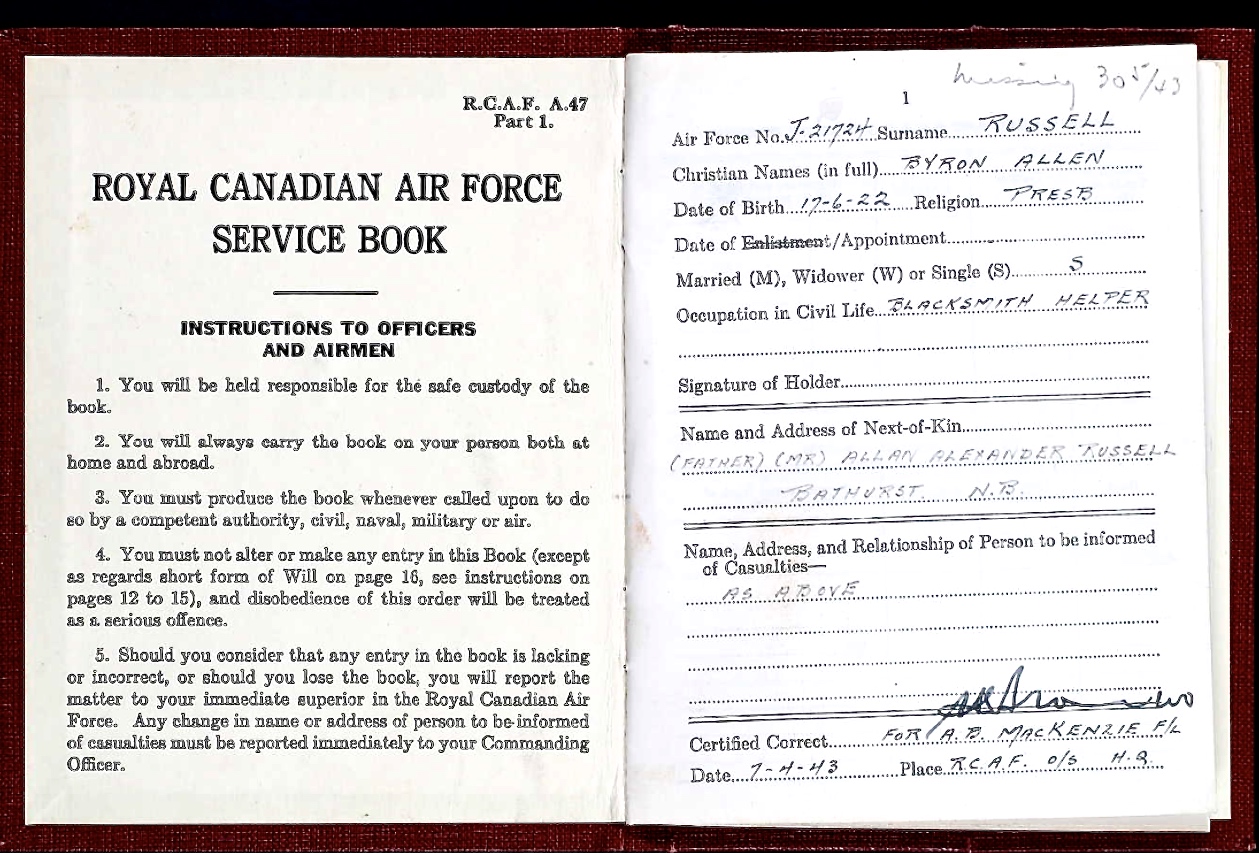 R.C.A.F. A.47
Part 1.
ROYAL CANADIAN AIR FORCE
SERVICE BOOK
INSTRUCTIONS TO OFFICERS
AND AIRMEN
1. You will be held responsible for the safe custody of the
book.
2. You will always carry the book on your person both at
home and abroad.
3. You must produce the book whenever called upon to do
so by a competent authority, civil, naval, military or air.
4. You must not alter or make any entry in this Book (except
as regards short form of Will on page 16, see instructions on
pages 12 to 15), and disobedience of this order will be treated
as a serious offence.
5. Should you consider that any entry in the book is lacking
or incorrect, or should you lose the book, you will report the
matter to your immediate superior in the Royal Canadian Air
Force. Any change in name or address of person to be informed
of casualties must be reported immediately to your Commanding
Officer.
Missing 30 5/43
1
Air Force No. J-21724 Surname RUSSELL
Christian Names (in full) BYRON ALLEN
Date of Birth 17-6-22 Religion PRESB
Date of Enlistment/Appointment
Married (M), Widower (W) or Single (S) S
Occupation in Civil Life BLACKSMITH HELPER
Signature of Holder
Name and Address of Next-of-Kin
(FATHER) (MR) ALLAN ALEXANDER RUSSELL
BATHURST N.B.
Name, Address, and Relationship of Person to be informed
of Casualties—
AS ABOVE
Certified Correct FOR A.B. MACKENZIE F/L
Date 7-4-43 Place R.C.A.F. O/S H.Q.